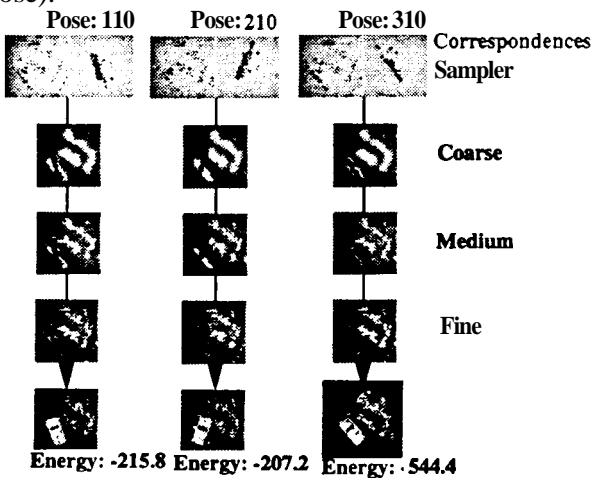 ose).
Pose: 110 Pose: 210 Pose: 310
Correspondences
Sampler
Coarse
Medium
Fine
Energy: -215.8 Energy: -207.2 Energy: -544.4